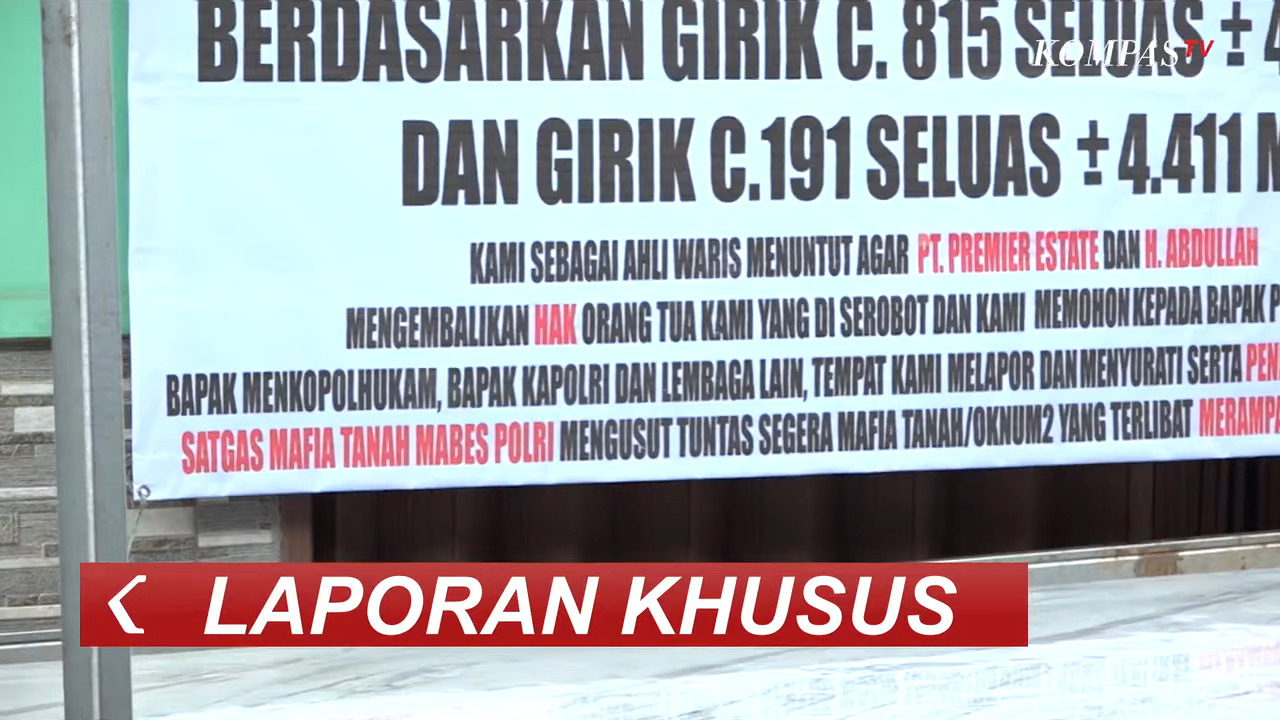 BERDASARKAN GIRIK C. 815 SELUAS ± 4
KOMPAS TV
DAN GIRIK C.191 SELUAS ± 4.411 M
KAMI SEBAGAI AHLI WARIS MENUNTUT AGAR PT. PREMIER ESTATE DAN H. ABDULLAH
MENGEMBALIKAN HAK ORANG TUA KAMI YANG DI SEROBOT DAN KAMI MEMOHON KEPADA BAPAK P
BAPAK MENKOPOLHUKAM, BAPAK KAPOLRI DAN LEMBAGA LAIN, TEMPAT KAMI MELAPOR DAN MENYURATI SERTA PEN
SATGAS MAFIA TANAH MABES POLRI MENGUSUT TUNTAS SEGERA MAFIA TANAH/OKNUM2 YANG TERLIBAT MERAMPA
LAPORAN KHUSUS